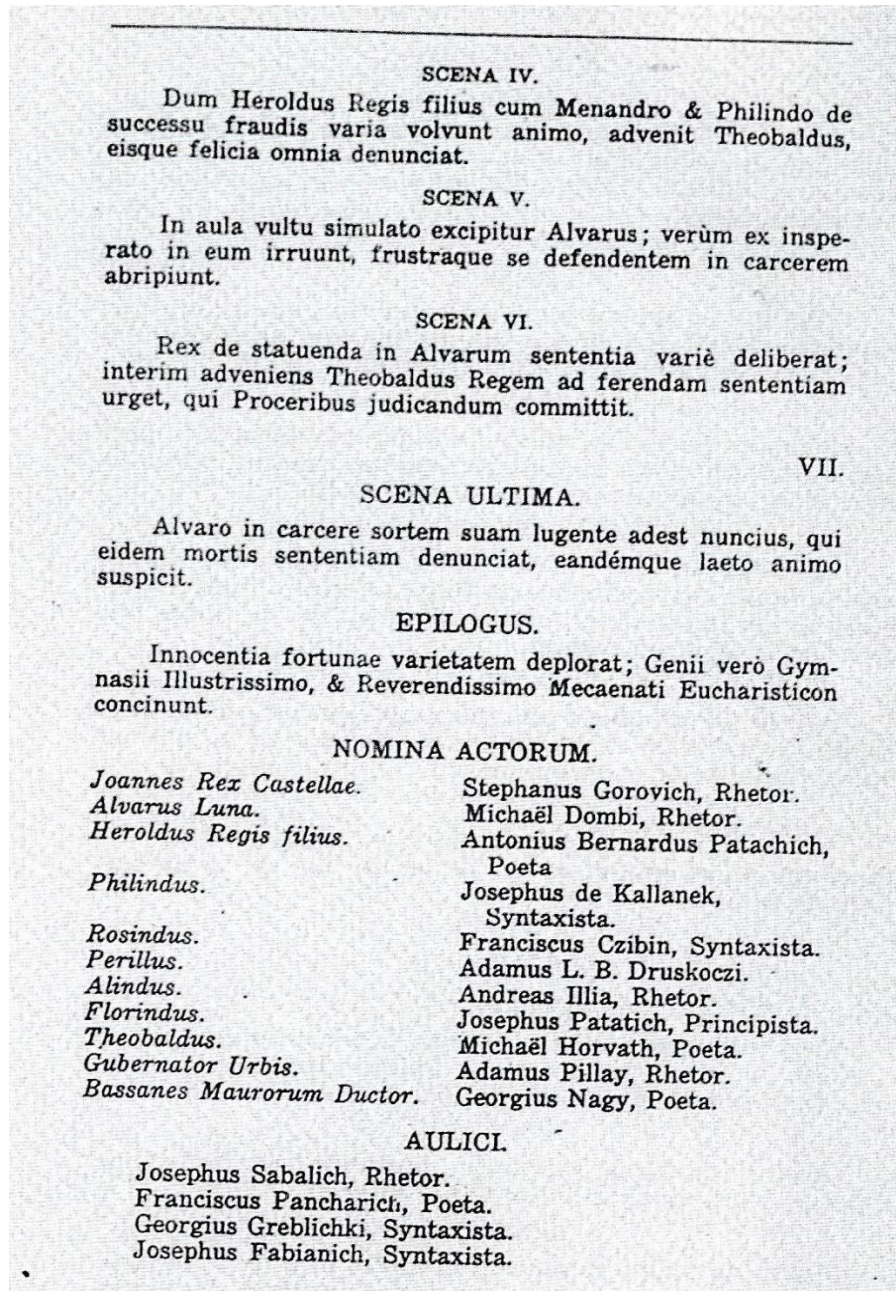 SCENA IV.
Dum Heroldus Regis filius cum Menandro & Philindo de
successu fraudis varia volvunt animo, advenit Theobaldus,
eisque felicia omnia denunciat.
SCENA V.
In aula vultu simulato excipitur Alvarus; verùm ex inspe-
rato in eum irruunt, frustraque se defendentem in carcerem
abripiunt.
SCENA VI.
Rex de statuenda in Alvarum sententia variè deliberat;
interim adveniens Theobaldus Regem ad ferendam sententiam
urget, qui Proceribus judicandum committit.
VII.
SCENA ULTIMA.
Alvaro in carcere sortem suam lugente adest nuncius, qui
eidem mortis sententiam denunciat, eandémque laeto animo
suspicit.
EPILOGUS.
Innocentia fortunae varietatem deplorat; Genii verò Gym-
nasii Illustrissimo, & Reverendissimo Mecaenati Eucharisticon
concinunt.
NOMINA ACTORUM.
Joannes Rex Castellae. Stephanus Gorovich, Rhetor.
Alvarus Luna. Michaël Dombi, Rhetor.
Heroldus Regis filius. Antonius Bernardus Patachich,
Poeta
Philindus. Josephus de Kallanek,
Syntaxista.
Rosindus. Franciscus Czibin, Syntaxista.
Perillus. Adamus L. B. Druskoczi.
Alindus. Andreas Illia, Rhetor.
Florindus. Josephus Patatich, Principista.
Theobaldus. Michaël Horvath, Poeta.
Gubernator Urbis. Adamus Pillay, Rhetor.
Bassanes Maurorum Ductor. Georgius Nagy, Poeta.
AULICI.
Josephus Sabalich, Rhetor.
Franciscus Pancharich, Poeta.
Georgius Greblichki, Syntaxista.
Josephus Fabianich, Syntaxista.